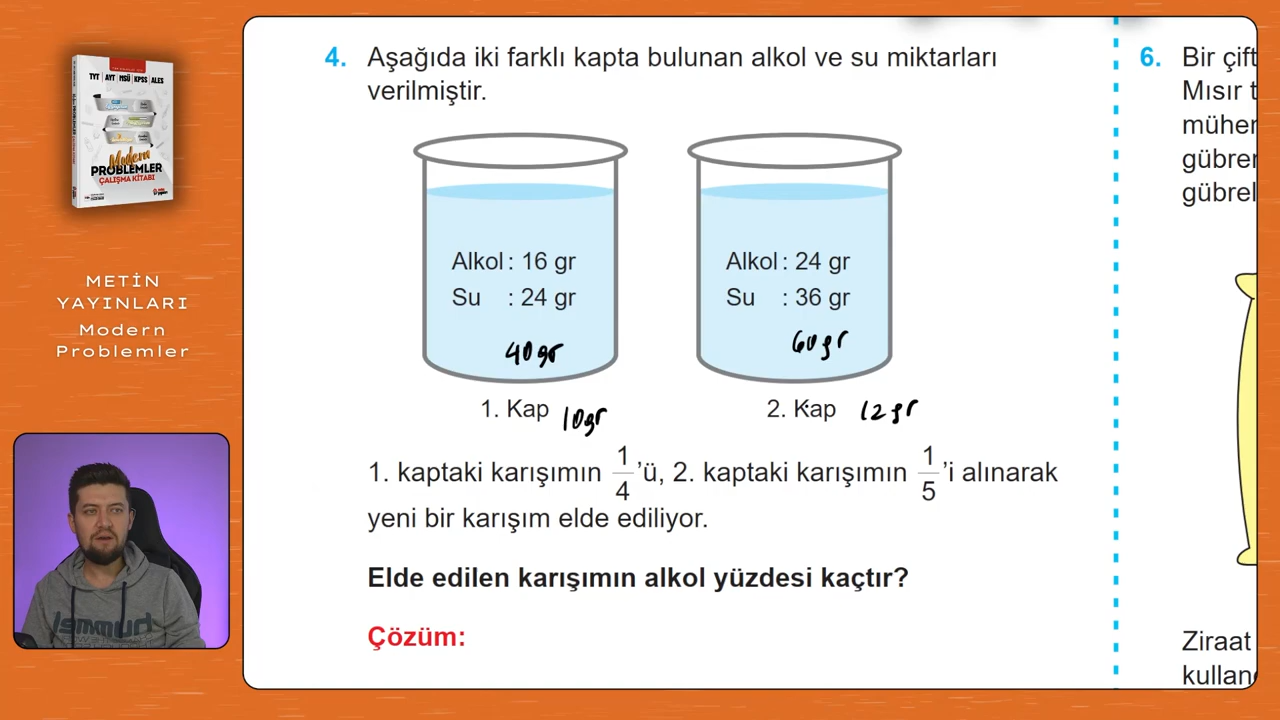 TYT | AYT | MSÜ | KPSS | ALES
Modern
PROBLEMLER
ÇALIŞMA KİTABI
METİN
YAYINLARI
Modern
Problemler
4. Aşağıda iki farklı kapta bulunan alkol ve su miktarları
verilmiştir.
Alkol : 16 gr
Su : 24 gr
40gr
1. Kap 10gr
Alkol : 24 gr
Su : 36 gr
60gr
2. Kap 12gr
1. kaptaki karışımın 1/4'ü, 2. kaptaki karışımın 1/5'i alınarak
yeni bir karışım elde ediliyor.
Elde edilen karışımın alkol yüzdesi kaçtır?
Çözüm:
6. Bir çift
Mısır t
müher
gübrer
gübrel
Ziraat
kullan